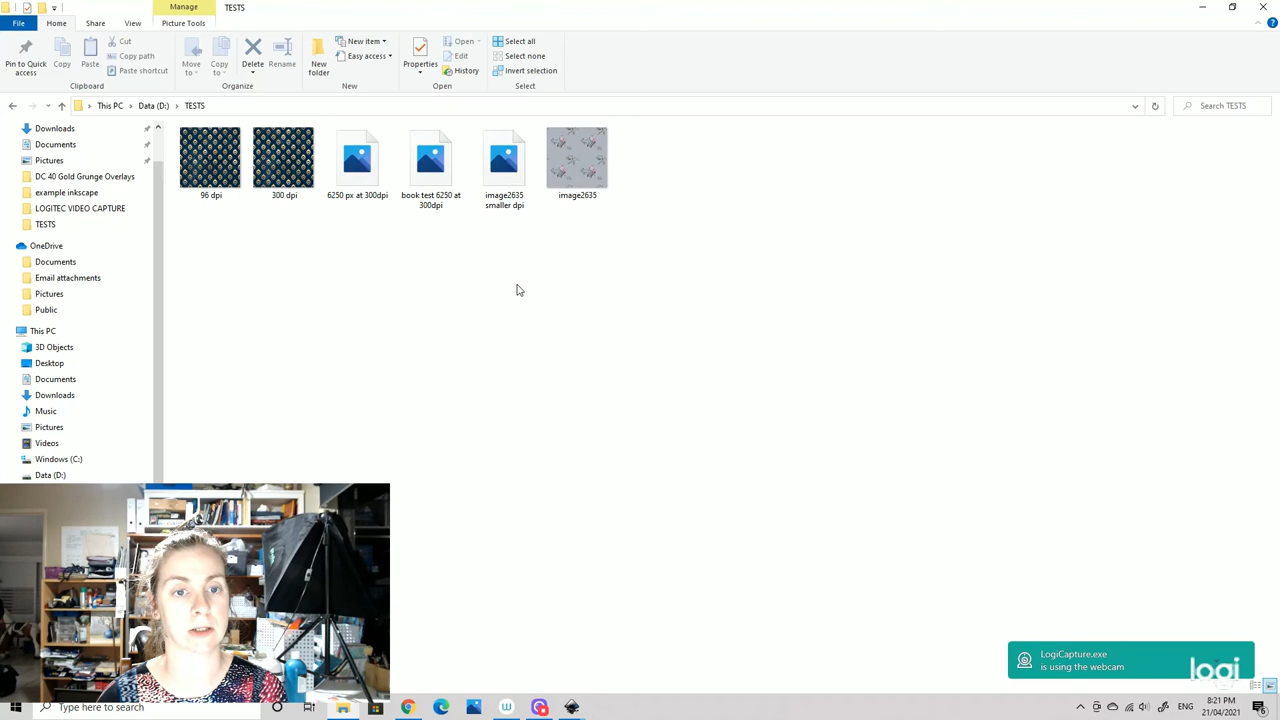 Manage
TESTS
File
Home
Share
View
Picture Tools
Pin to Quick
access
Copy
Paste
Cut
Copy path
Paste shortcut
Clipboard
Move
to
Copy
to
Delete
Rename
Organize
New
folder
New item
Easy access
New
Properties
Open
Edit
History
Open
Select all
Select none
Invert selection
Select
This PC
Data (D:)
TESTS
Search TESTS
Downloads
Documents
Pictures
DC 40 Gold Grunge Overlays
example inkscape
LOGITEC VIDEO CAPTURE
TESTS
OneDrive
Documents
Email attachments
Pictures
Public
This PC
3D Objects
Desktop
Documents
Downloads
Music
Pictures
Videos
Windows (C:)
Data (D:)
96 dpi
300 dpi
6250 px at 300dpi
book test 6250 at
300dpi
image2635
smaller dpi
image2635
LogiCapture.exe
is using the webcam
logi
Type here to search
ENG
8:21 PM
21/04/2021